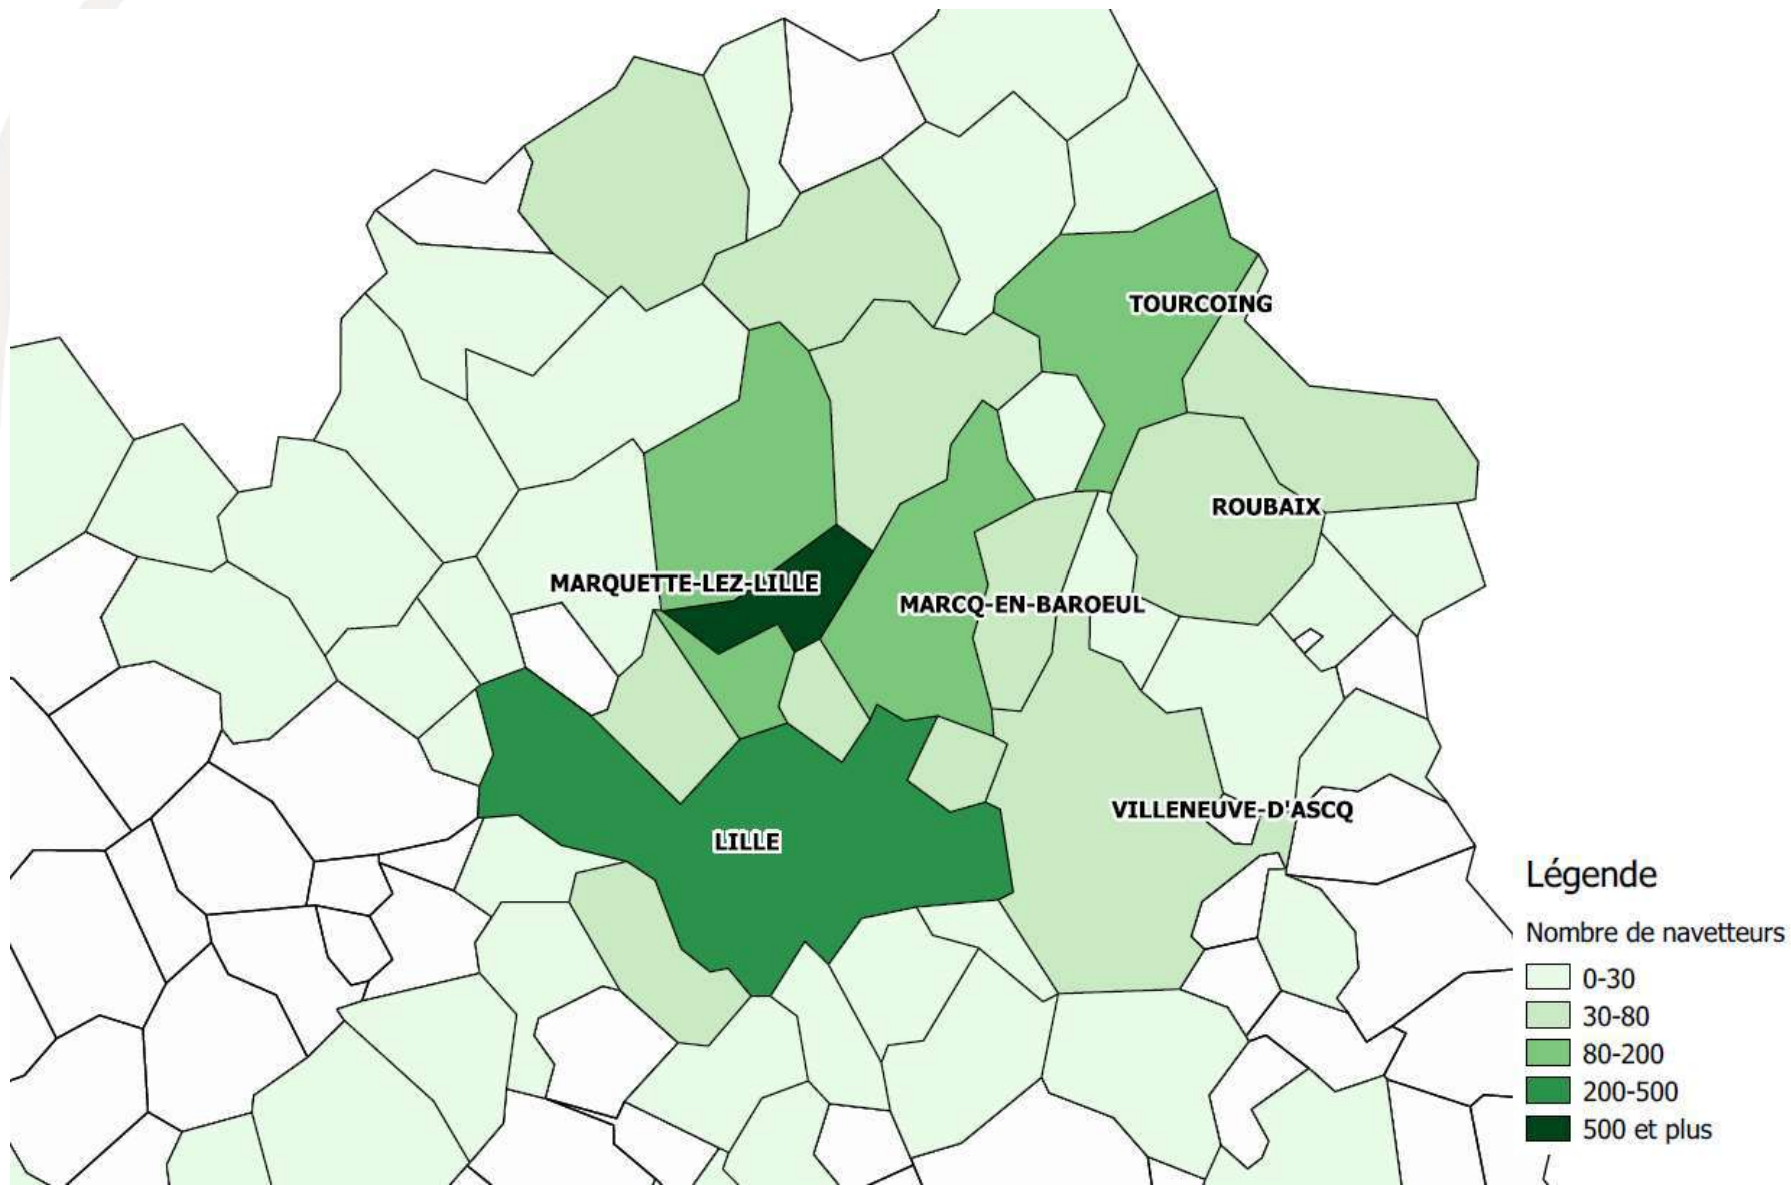 TOURCOING
ROUBAIX
MARQUETTE-LEZ-LILLE
MARCQ-EN-BAROEUL
VILLENEUVE-D'ASCQ
LILLE
Légende
Nombre de navetteurs
0-30
30-80
80-200
200-500
500 et plus